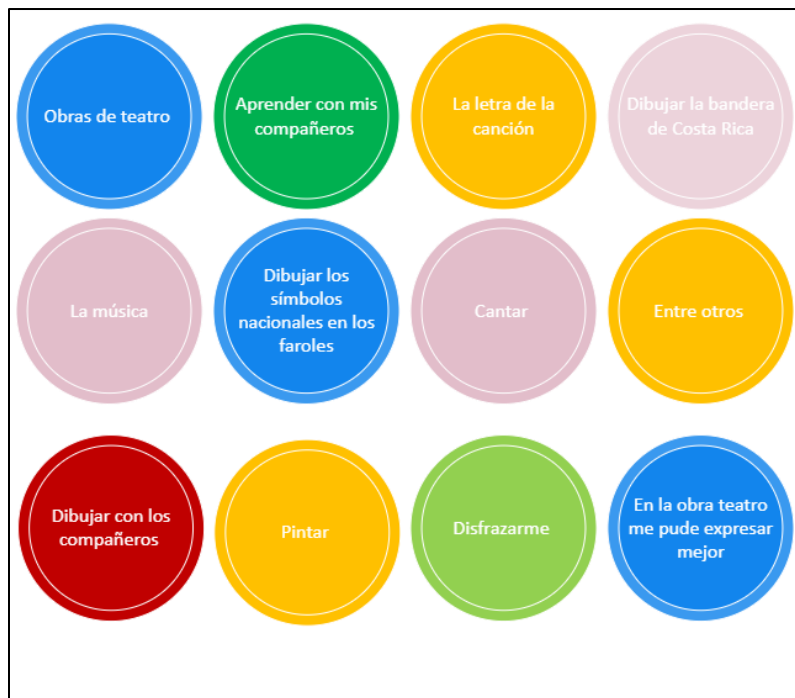 Obras de teatro
Aprender con mis
compañeros
La letra de la
canción
Dibujar la bandera
de Costa Rica
La música
Dibujar los
símbolos
nacionales en los
faroles
Cantar
Entre otros
Dibujar con los
compañeros
Pintar
Disfrazarme
En la obra teatro
me pude expresar
mejor